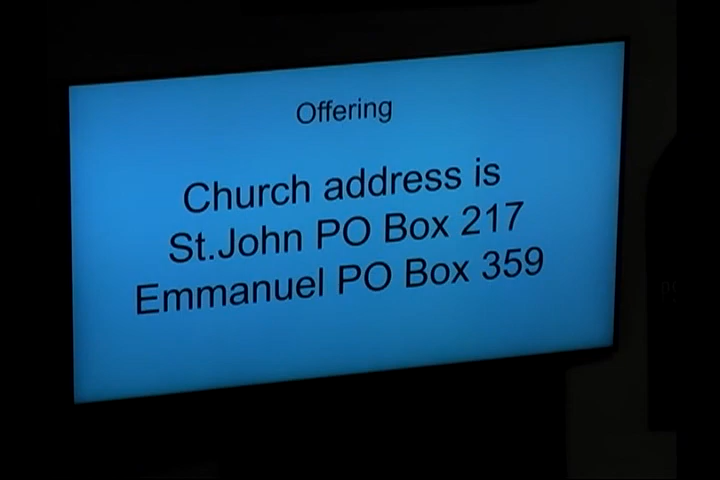 Offering
Church address is
St.John PO Box 217
Emmanuel PO Box 359